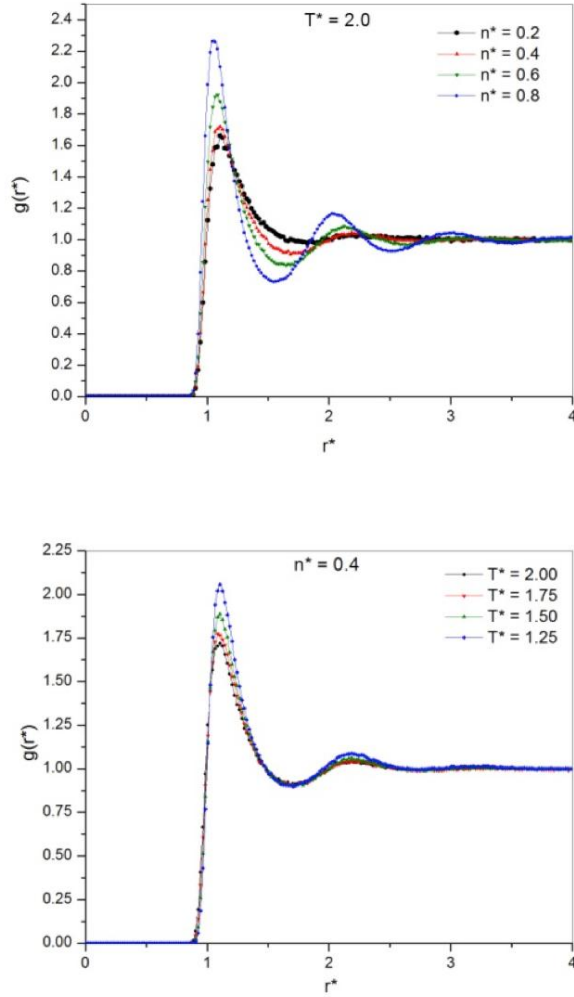 T* = 2.0
n* = 0.2
n* = 0.4
n* = 0.6
n* = 0.8
g(r*)
2.4
2.2
2.0
1.8
1.6
1.4
1.2
1.0
0.8
0.6
0.4
0.2
0.0
0 1 2 3 4
r*
n* = 0.4
T* = 2.00
T* = 1.75
T* = 1.50
T* = 1.25
g(r*)
2.25
2.00
1.75
1.50
1.25
1.00
0.75
0.50
0.25
0.00
0 1 2 3 4
r*